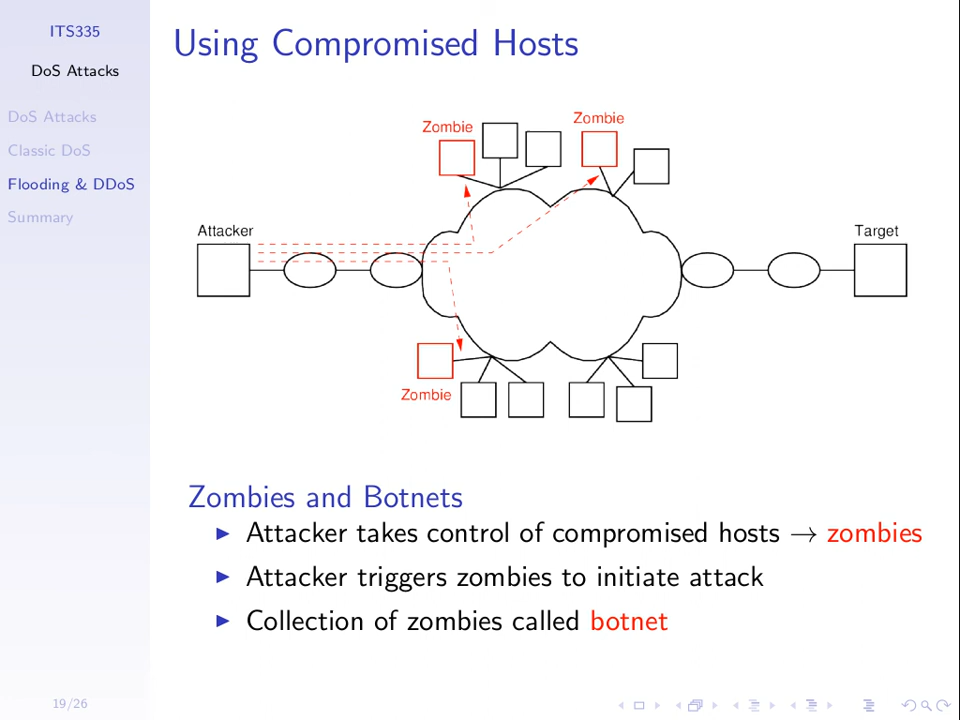 ITS335
DoS Attacks
DoS Attacks
Classic DoS
Flooding & DDoS
Summary
Using Compromised Hosts
Zombie
Zombie
Attacker
Target
Zombie
Zombies and Botnets
Attacker takes control of compromised hosts → zombies
Attacker triggers zombies to initiate attack
Collection of zombies called botnet
19/26